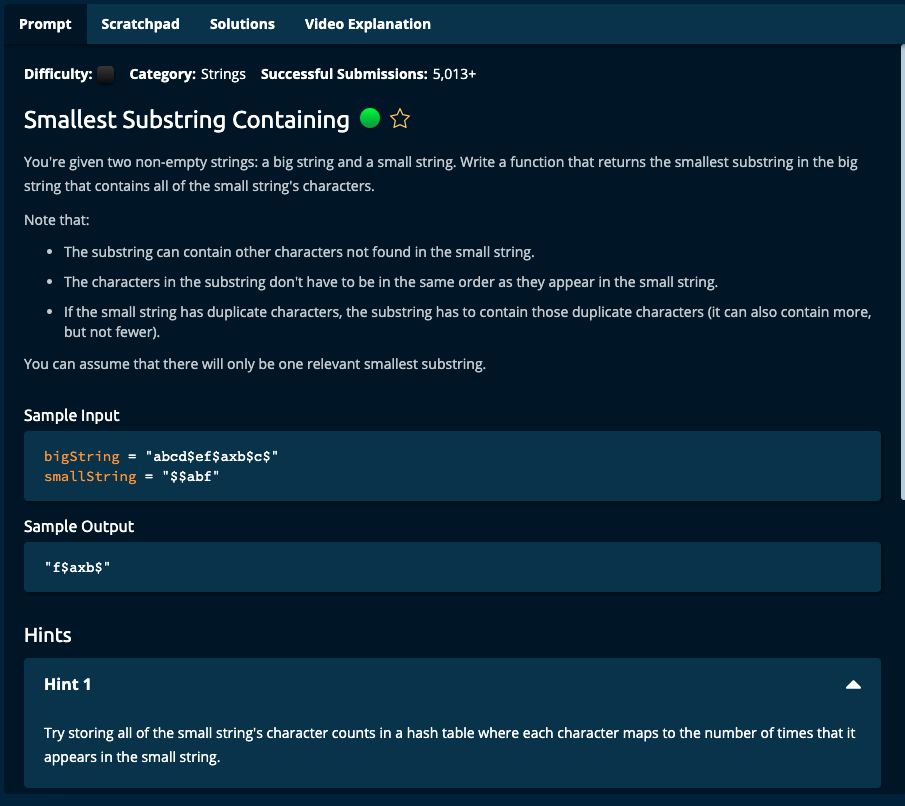 Prompt Scratchpad Solutions Video Explanation
Difficulty: Category: Strings Successful Submissions: 5,013+
Smallest Substring Containing
You're given two non-empty strings: a big string and a small string. Write a function that returns the smallest substring in the big
string that contains all of the small string's characters.
Note that:
• The substring can contain other characters not found in the small string.
• The characters in the substring don't have to be in the same order as they appear in the small string.
• If the small string has duplicate characters, the substring has to contain those duplicate characters (it can also contain more,
but not fewer).
You can assume that there will only be one relevant smallest substring.
Sample Input
bigString = "abcd$ef$axb$c$"
smallString = "$$abf"
Sample Output
"f$axb$"
Hints
Hint 1
Try storing all of the small string's character counts in a hash table where each character maps to the number of times that it
appears in the small string.